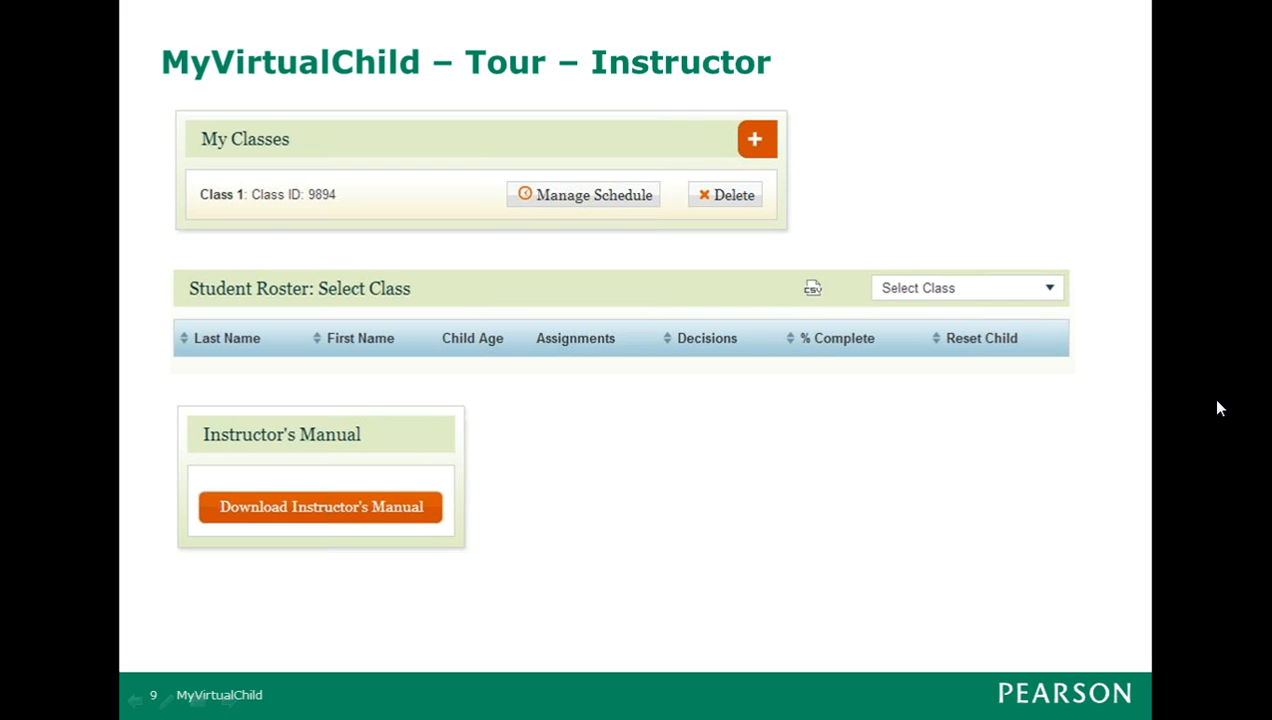 MyVirtualChild – Tour – Instructor
My Classes +
Class 1: Class ID: 9894 Manage Schedule Delete
Student Roster: Select Class CSV Select Class
Last Name First Name Child Age Assignments Decisions % Complete Reset Child
Instructor's Manual
Download Instructor's Manual
9 MyVirtualChild PEARSON